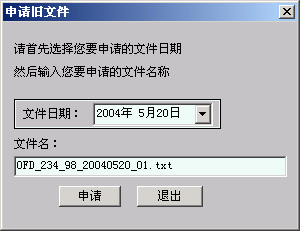 申请旧文件
请首先选择您要申请的文件日期
然后输入您要申请的文件名称
文件日期： 2004年 5月20日
文件名：
OFD_234_98_20040520_01.txt
申请 退出